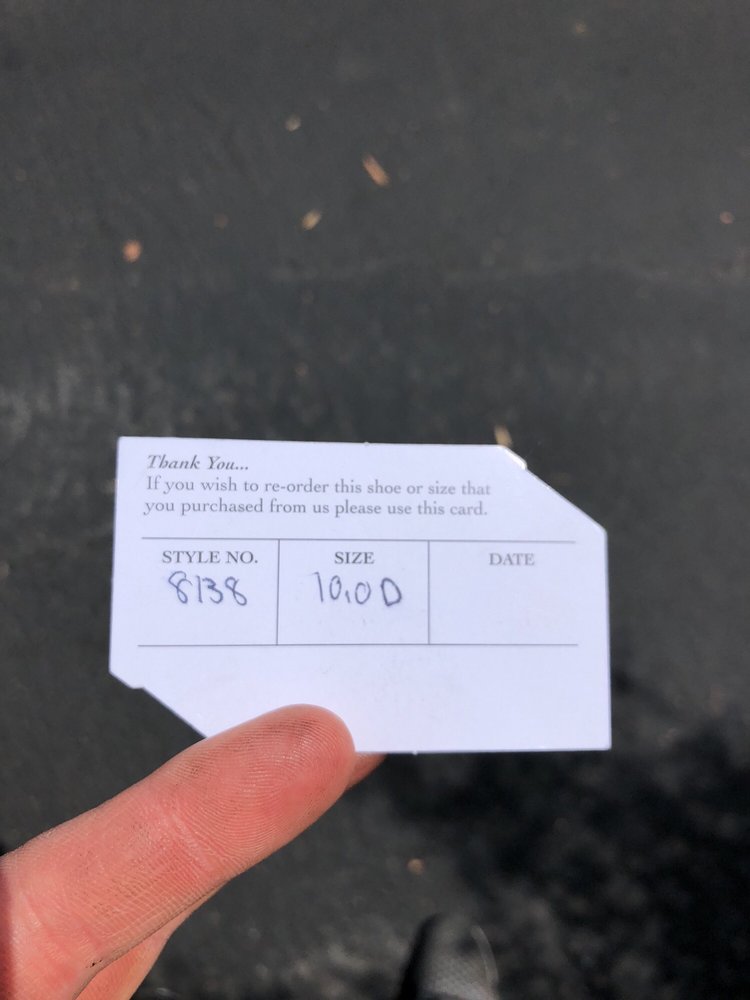 Thank You...
If you wish to re-order this shoe or size that
you purchased from us please use this card.
STYLE NO. SIZE DATE
8138 10.0 D